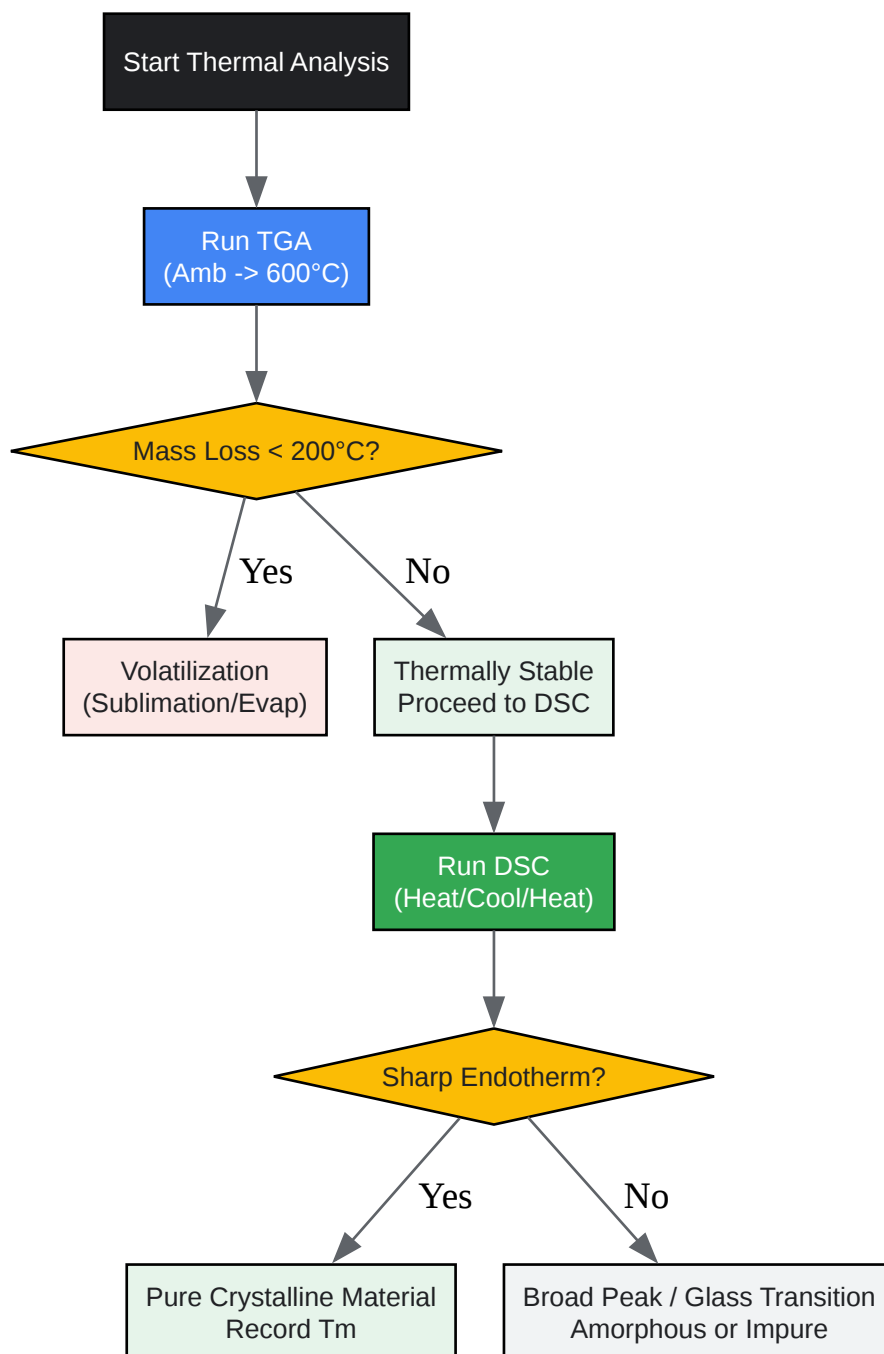 Start Thermal Analysis
Run TGA
(Amb -> 600°C)
Mass Loss < 200°C?
Yes
No
Volatilization
(Sublimation/Evap)
Thermally Stable
Proceed to DSC
Run DSC
(Heat/Cool/Heat)
Sharp Endotherm?
Yes
No
Pure Crystalline Material
Record Tm
Broad Peak / Glass Transition
Amorphous or Impure